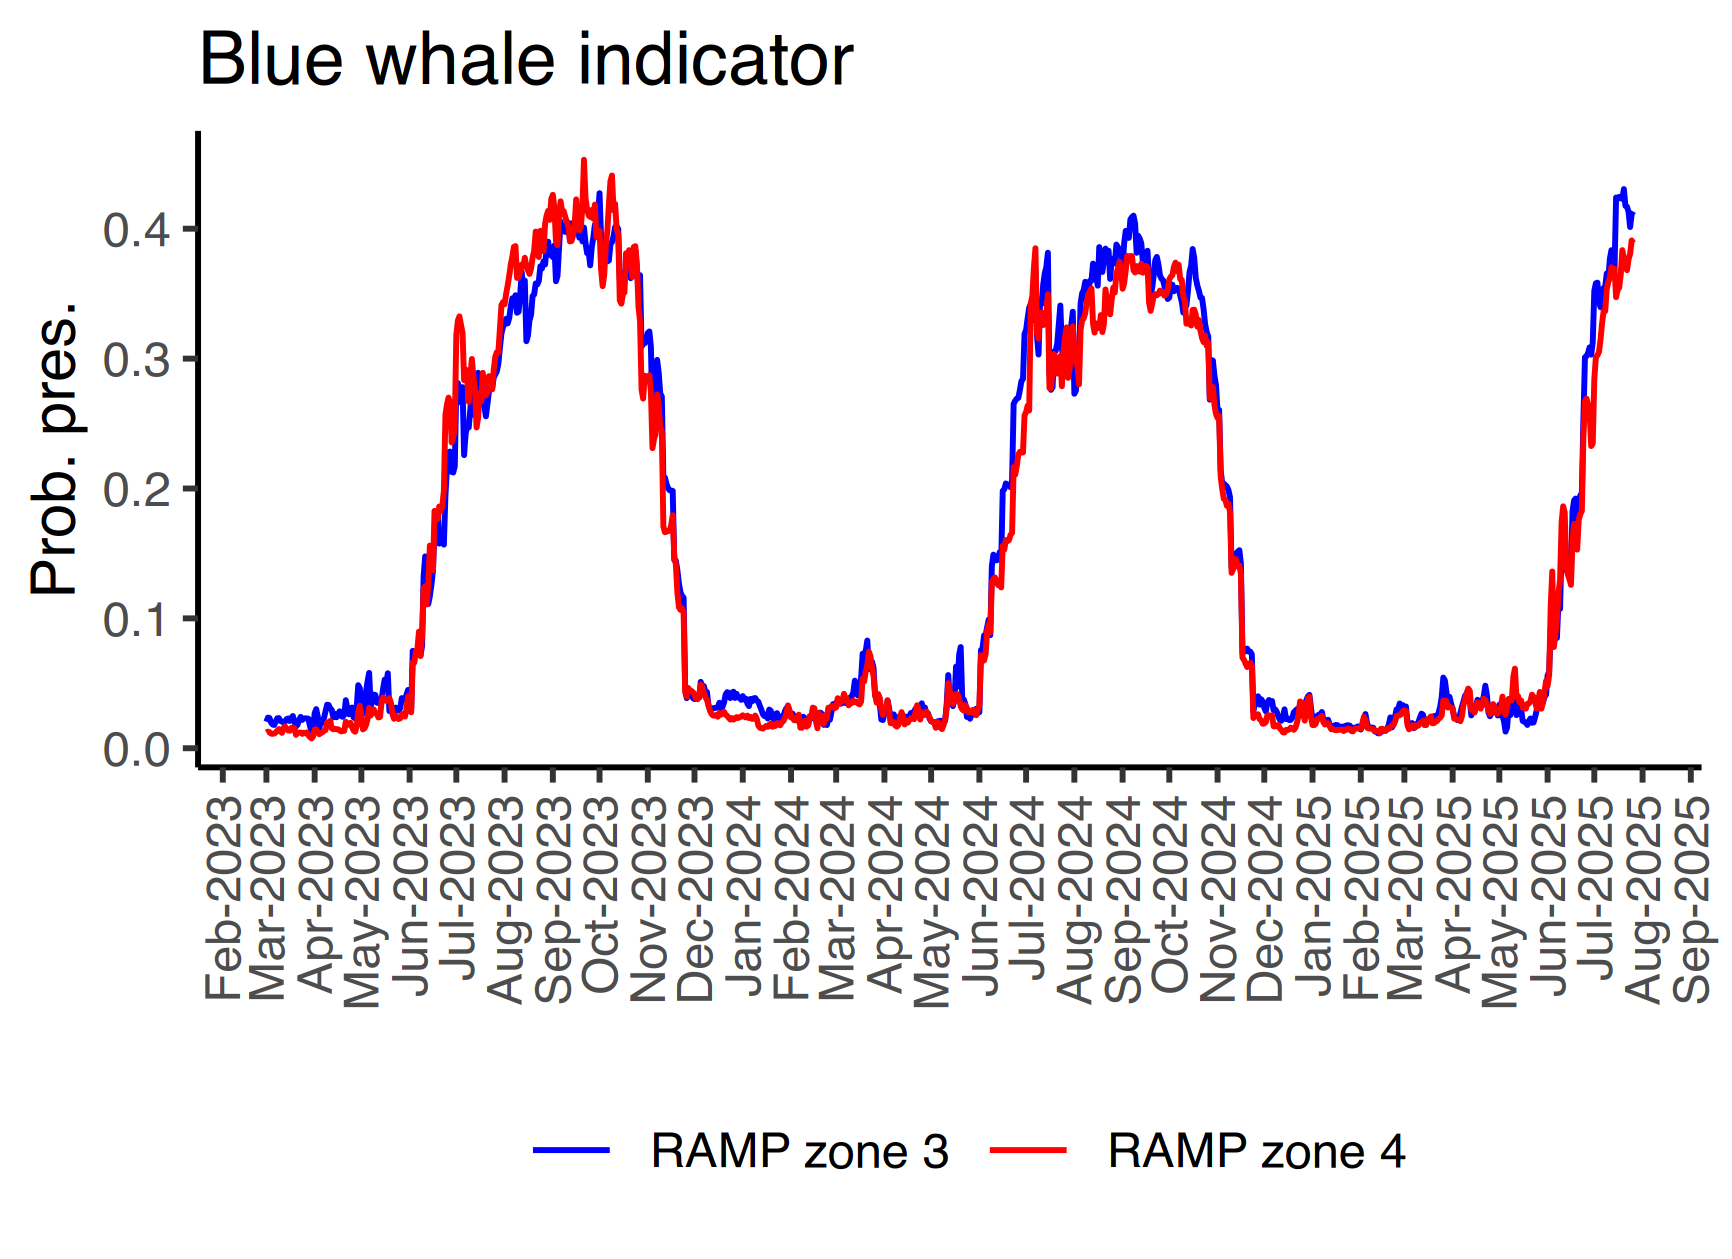 Blue whale indicator
Prob. pres.
0.4
0.3
0.2
0.1
0.0
Feb-2023
Mar-2023
Apr-2023
May-2023
Jun-2023
Jul-2023
Aug-2023
Sep-2023
Oct-2023
Nov-2023
Dec-2023
Jan-2024
Feb-2024
Mar-2024
Apr-2024
May-2024
Jun-2024
Jul-2024
Aug-2024
Sep-2024
Oct-2024
Nov-2024
Dec-2024
Jan-2025
Feb-2025
Mar-2025
Apr-2025
May-2025
Jun-2025
Jul-2025
Aug-2025
Sep-2025
RAMP zone 3
RAMP zone 4